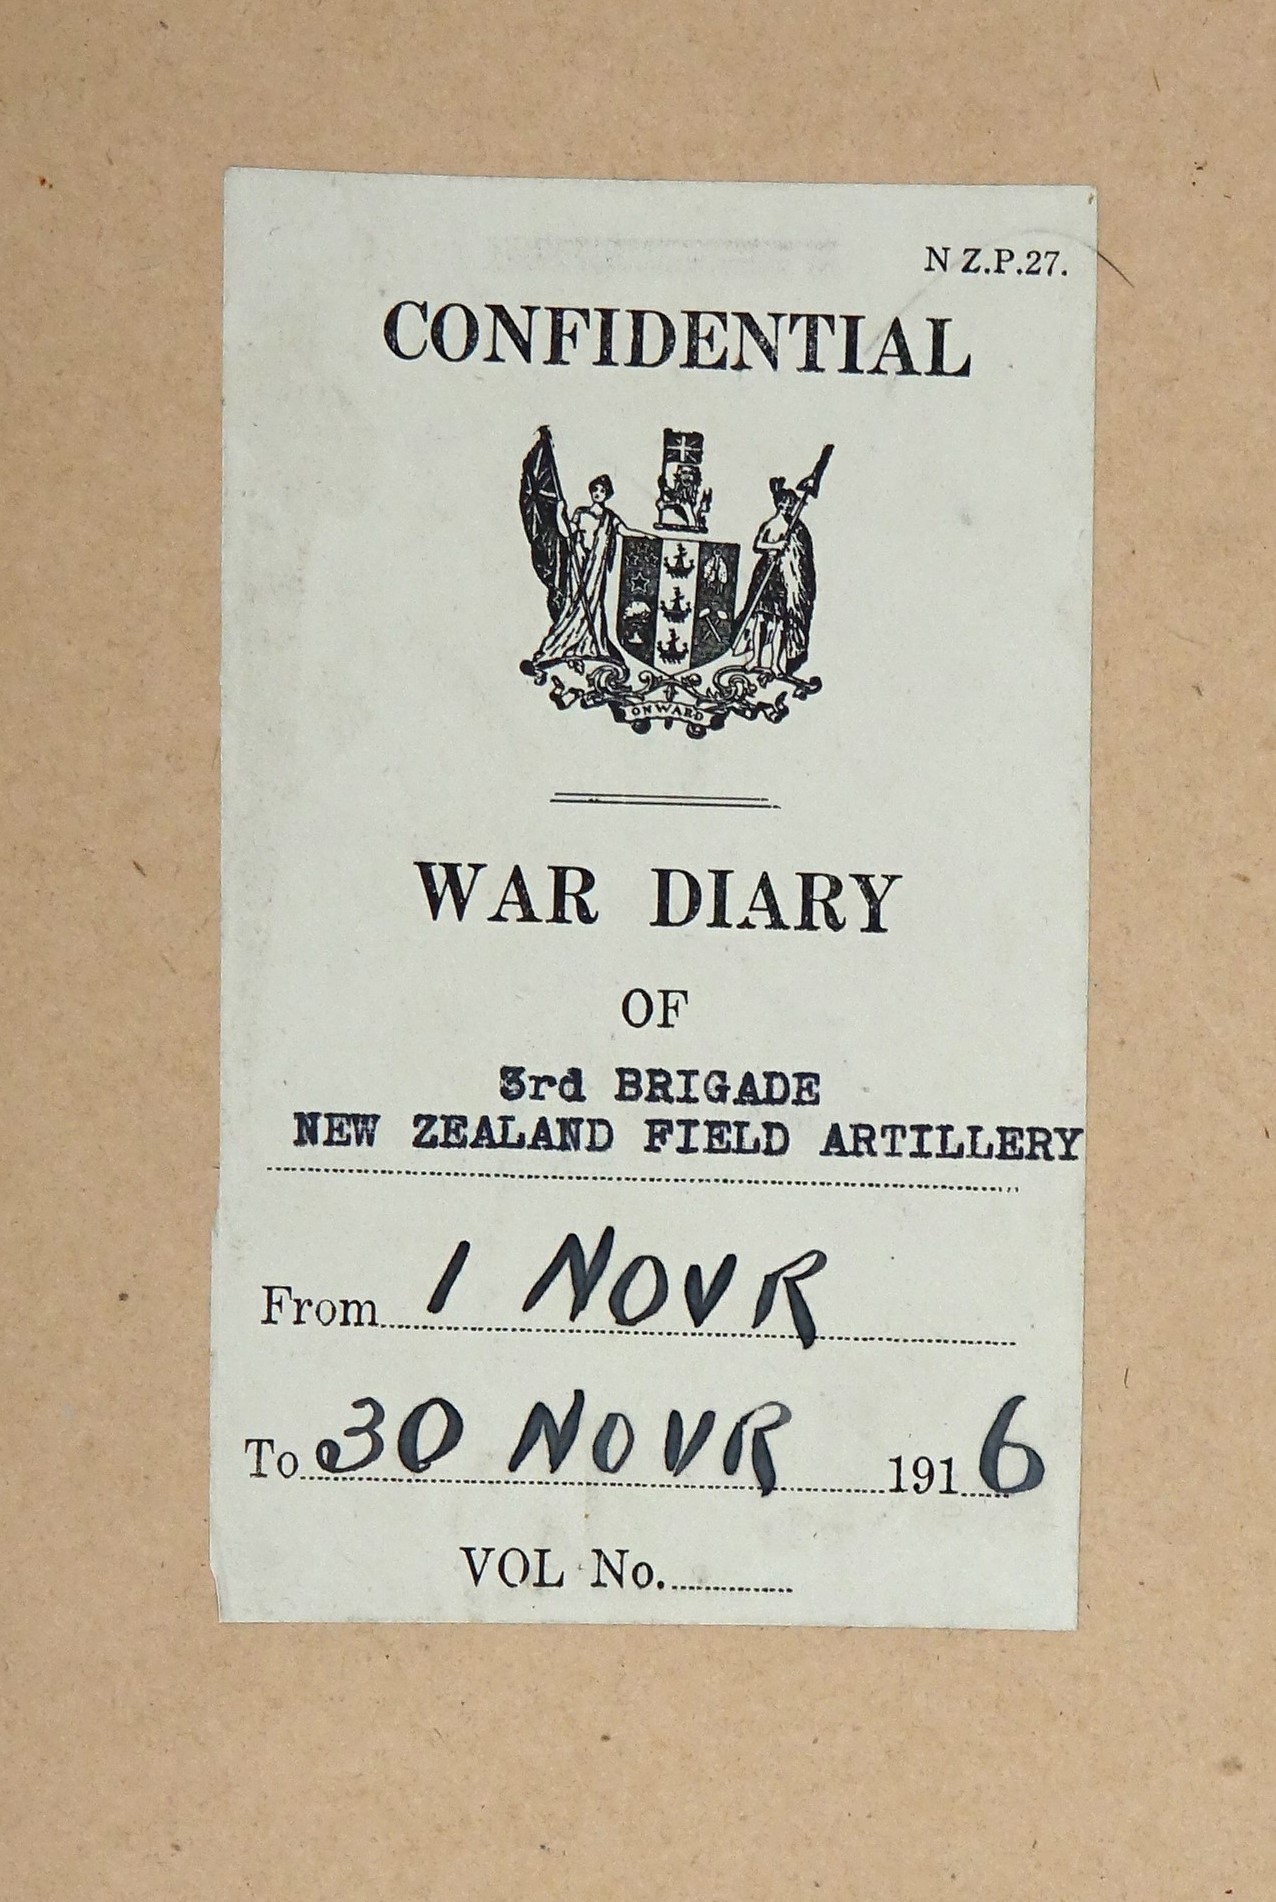 N Z.P.27.
CONFIDENTIAL
ONWARD
WAR DIARY
OF
3rd BRIGADE
NEW ZEALAND FIELD ARTILLERY
From 1 NOVR
To 30 NOVR 1916
VOL No.